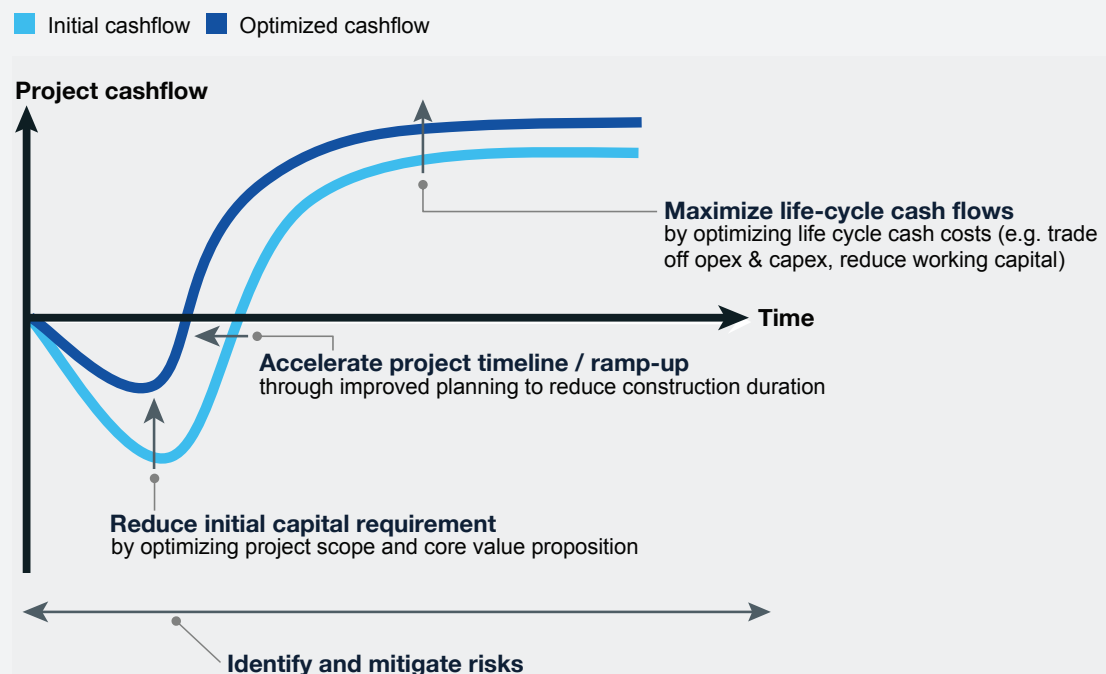 Initial cashflow Optimized cashflow
Project cashflow
Maximize life-cycle cash flows
by optimizing life cycle cash costs (e.g. trade
off opex & capex, reduce working capital)
Time
Accelerate project timeline / ramp-up
through improved planning to reduce construction duration
Reduce initial capital requirement
by optimizing project scope and core value proposition
Identify and mitigate risks